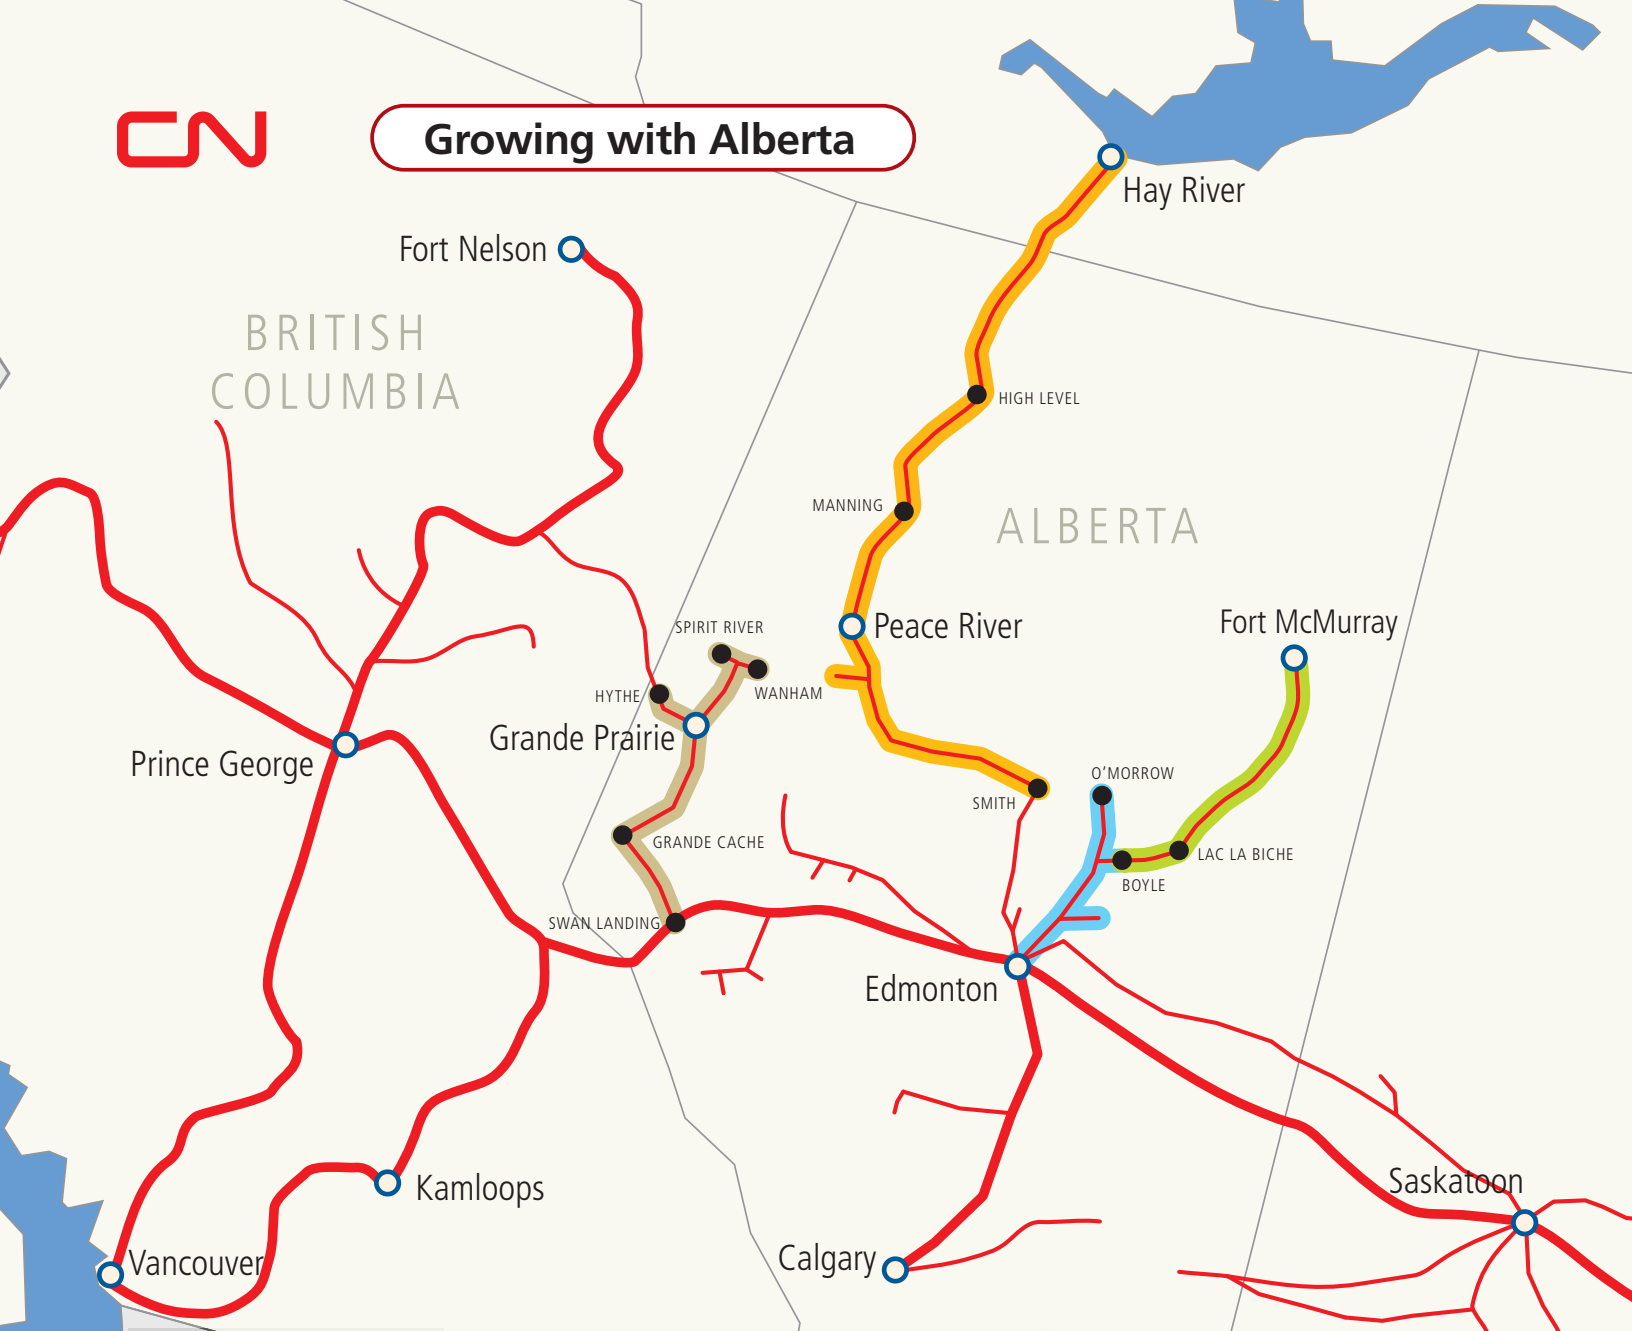 CN
Growing with Alberta
Hay River
Fort Nelson
BRITISH
COLUMBIA
HIGH LEVEL
MANNING
ALBERTA
Fort McMurray
Peace River
SPIRIT RIVER
HYTHE
WANHAM
Grande Prairie
Prince George
O'MORROW
SMITH
GRANDE CACHE
LAC LA BICHE
BOYLE
SWAN LANDING
Edmonton
Saskatoon
Kamloops
Calgary
Vancouver